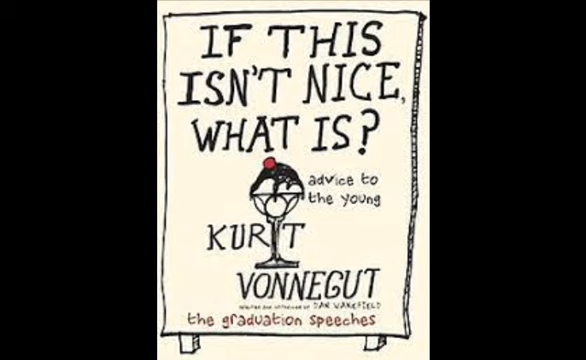 IF THIS
ISN'T NICE,
WHAT IS?
advice to
the young
KURT
VONNEGUT
DAN WAKEFIELD
the graduation speeches